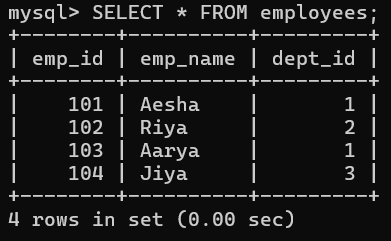 mysql> SELECT * FROM employees;
+--------+----------+---------+
| emp_id | emp_name | dept_id |
+--------+----------+---------+
|    101 | Aesha    |       1 |
|    102 | Riya     |       2 |
|    103 | Aarya    |       1 |
|    104 | Jiya     |       3 |
+--------+----------+---------+
4 rows in set (0.00 sec)